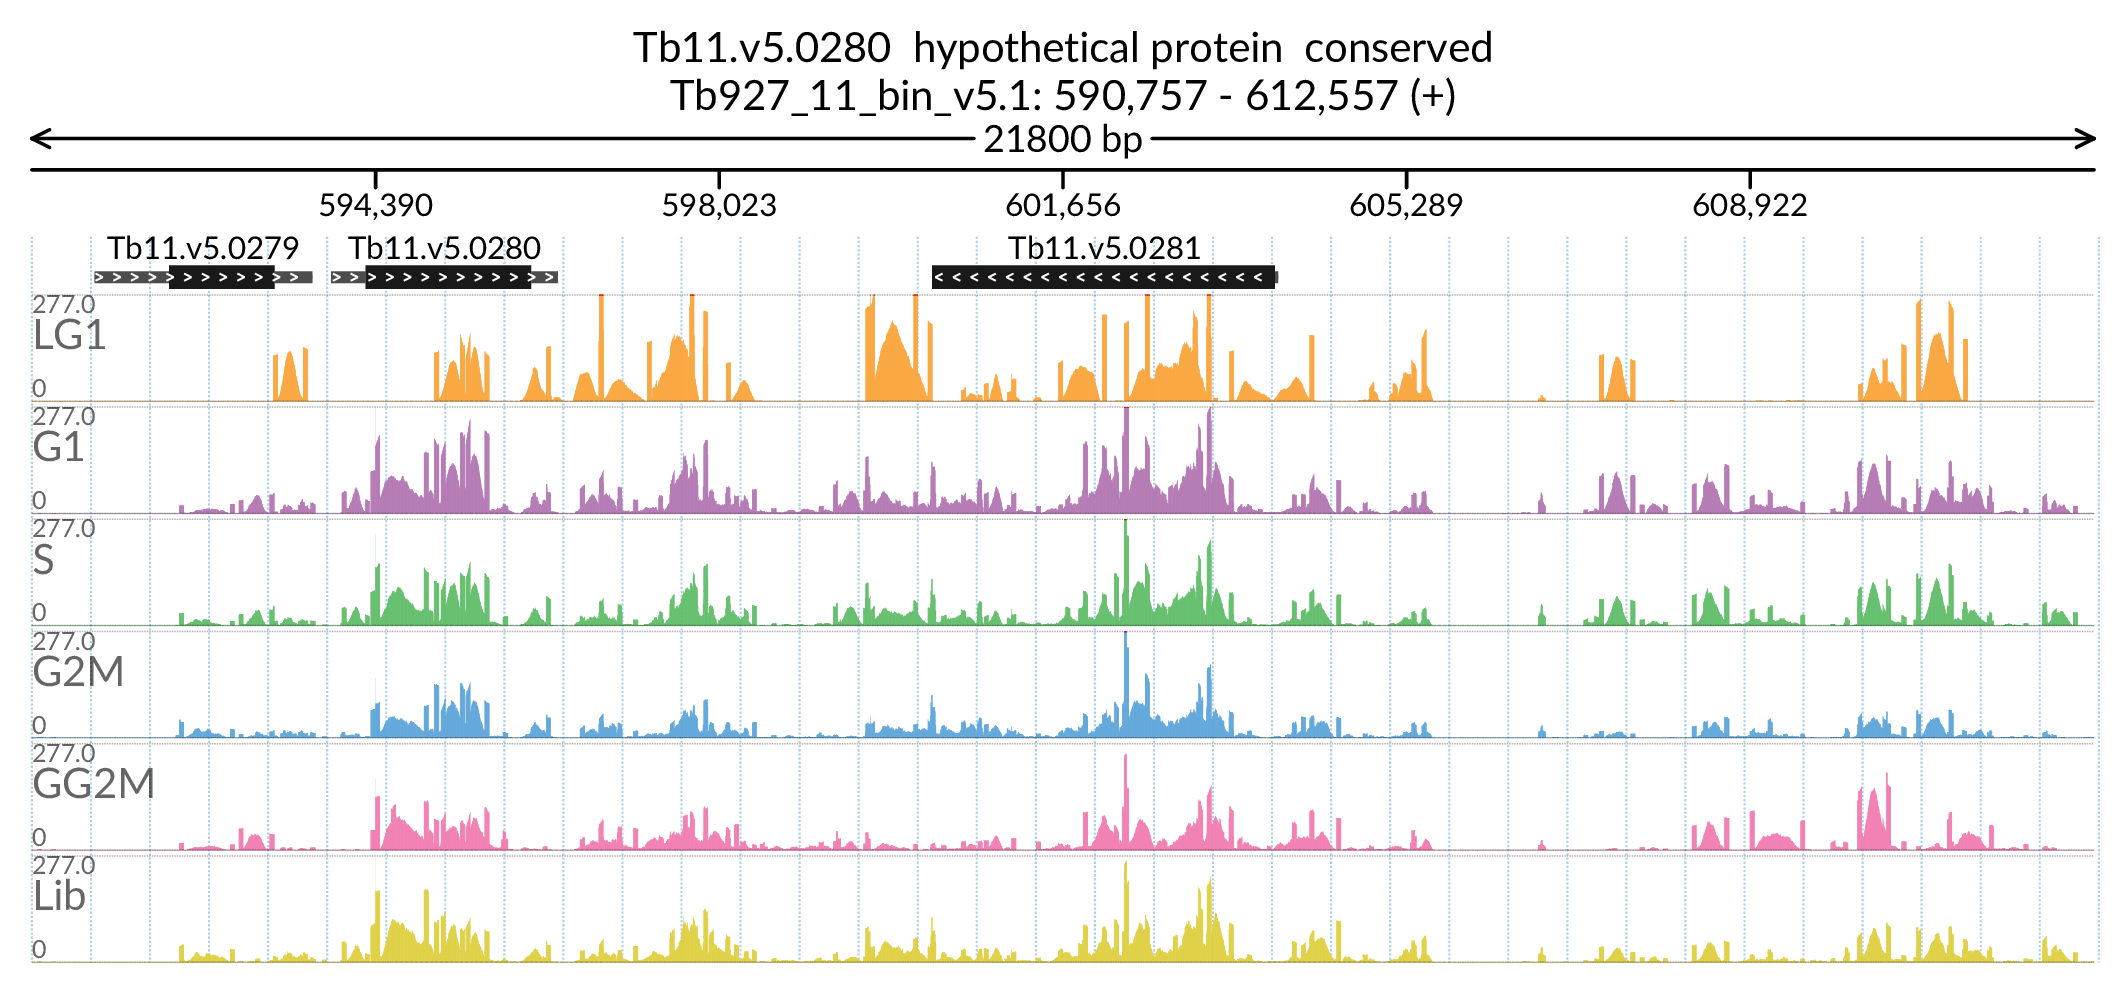 Tb11.v5.0280  hypothetical protein  conserved
Tb927_11_bin_v5.1: 590,757 - 612,557 (+)
21800 bp
594,390 598,023 601,656 605,289 608,922
Tb11.v5.0279 Tb11.v5.0280 Tb11.v5.0281
277.0
LG1
0
277.0
G1
0
277.0
S
0
277.0
G2M
0
277.0
GG2M
0
277.0
Lib
0